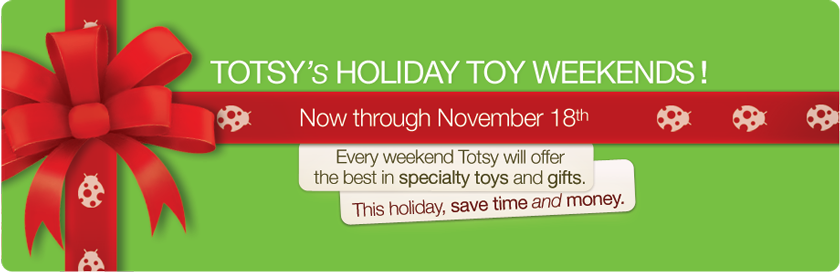 TOTSY's HOLIDAY TOY WEEKENDS!
Now through November 18th
Every weekend Totsy will offer
the best in specialty toys and gifts.
This holiday, save time and money.